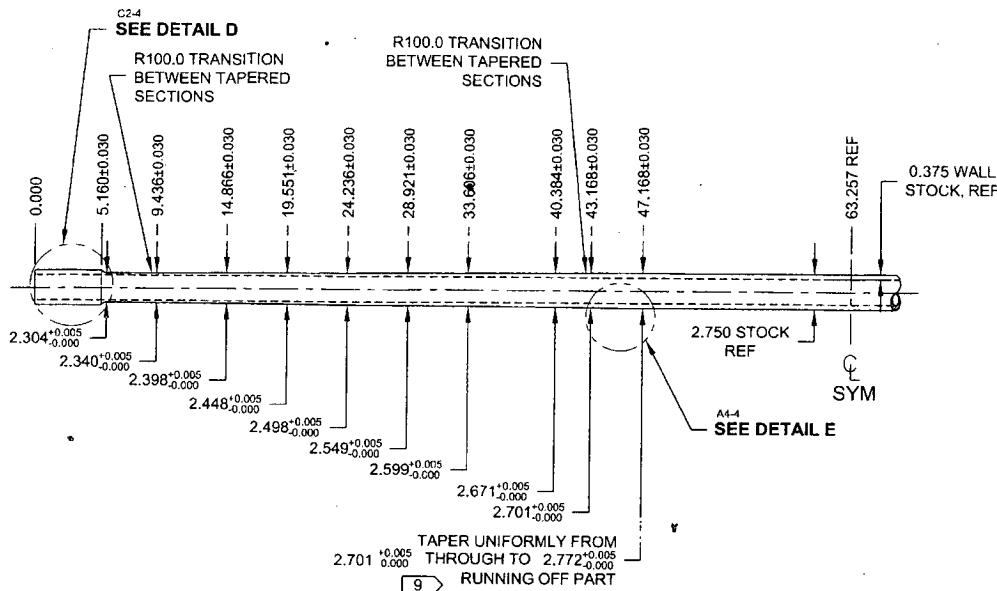 C2-4
SEE DETAIL D
R100.0 TRANSITION
BETWEEN TAPERED
SECTIONS
R100.0 TRANSITION
BETWEEN TAPERED
SECTIONS
0.000
5.160±0.030
9.436±0.030
14.866±0.030
19.551±0.030
24.236±0.030
28.921±0.030
33.606±0.030
40.384±0.030
43.168±0.030
47.168±0.030
63.257 REF
0.375 WALL
STOCK, REF
2.304 +0.005 -0.000
2.340 +0.005 -0.000
2.398 +0.005 -0.000
2.448 +0.005 -0.000
2.498 +0.005 -0.000
2.549 +0.005 -0.000
2.599 +0.005 -0.000
2.671 +0.005 -0.000
2.701 +0.005 -0.000
2.750 STOCK
REF
℄
SYM
A4-4
SEE DETAIL E
TAPER UNIFORMLY FROM
2.701 +0.005 0.000 THROUGH TO 2.772 +0.005 -0.000
9 RUNNING OFF PART